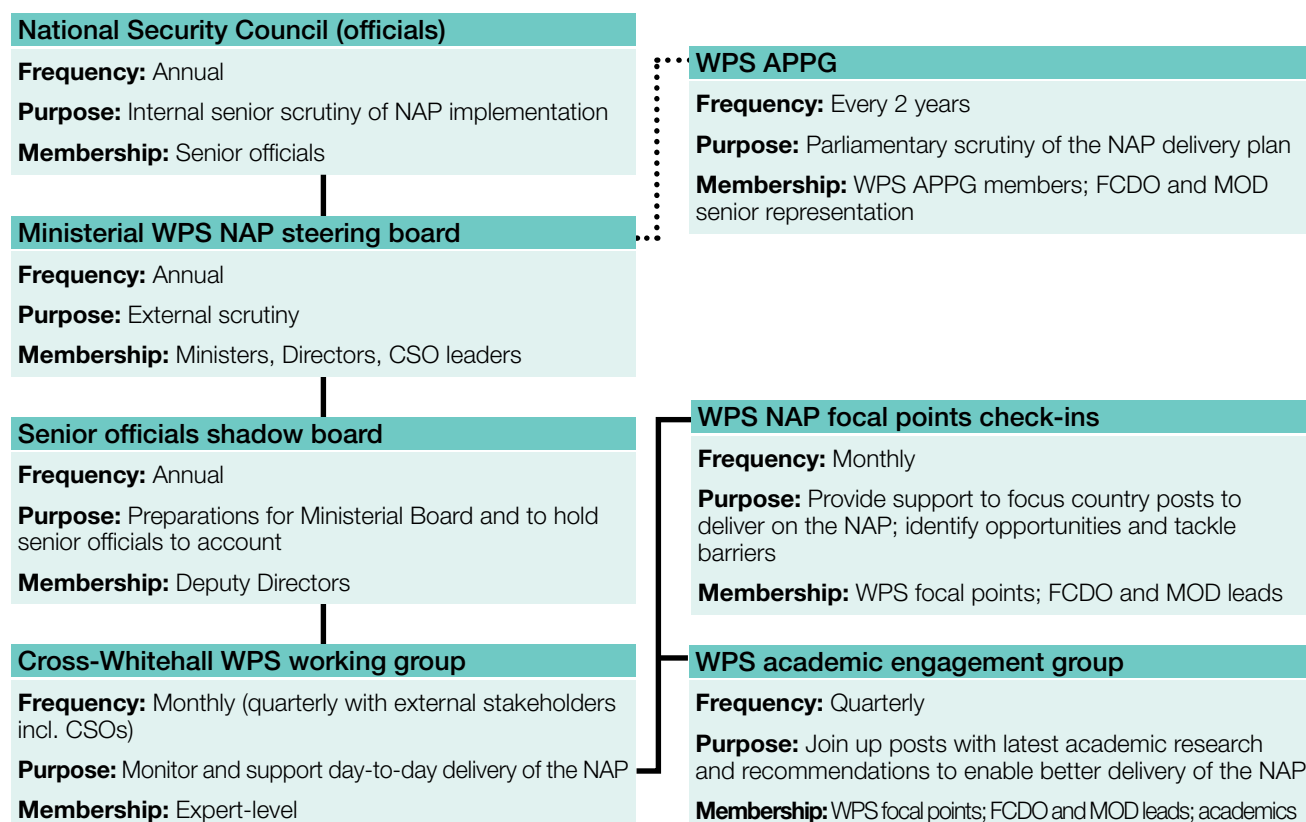 National Security Council (officials)
Frequency: Annual
Purpose: Internal senior scrutiny of NAP implementation
Membership: Senior officials
WPS APPG
Frequency: Every 2 years
Purpose: Parliamentary scrutiny of the NAP delivery plan
Membership: WPS APPG members; FCDO and MOD
senior representation
Ministerial WPS NAP steering board
Frequency: Annual
Purpose: External scrutiny
Membership: Ministers, Directors, CSO leaders
Senior officials shadow board
Frequency: Annual
Purpose: Preparations for Ministerial Board and to hold
senior officials to account
Membership: Deputy Directors
WPS NAP focal points check-ins
Frequency: Monthly
Purpose: Provide support to focus country posts to
deliver on the NAP; identify opportunities and tackle
barriers
Membership: WPS focal points; FCDO and MOD leads
Cross-Whitehall WPS working group
Frequency: Monthly (quarterly with external stakeholders
incl. CSOs)
Purpose: Monitor and support day-to-day delivery of the NAP
Membership: Expert-level
WPS academic engagement group
Frequency: Quarterly
Purpose: Join up posts with latest academic research
and recommendations to enable better delivery of the NAP
Membership: WPS focal points; FCDO and MOD leads; academics